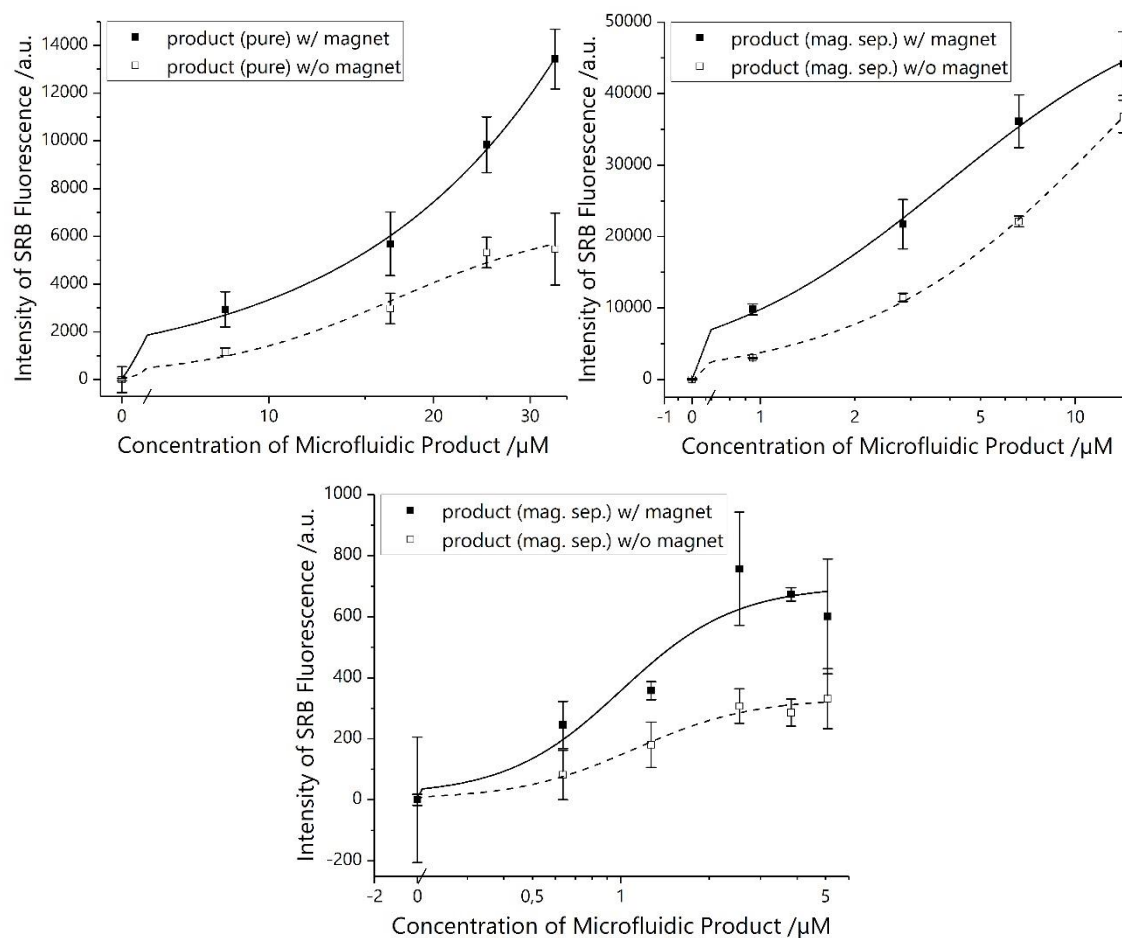 product (pure) w/ magnet
product (pure) w/o magnet
Intensity of SRB Fluorescence /a.u.
14000
12000
10000
8000
6000
4000
2000
0
0 10 20 30
Concentration of Microfluidic Product /µM
product (mag. sep.) w/ magnet
product (mag. sep.) w/o magnet
Intensity of SRB Fluorescence /a.u.
50000
40000
30000
20000
10000
0
-1 0 1 2 5 10
Concentration of Microfluidic Product /µM
product (mag. sep.) w/ magnet
product (mag. sep.) w/o magnet
Intensity of SRB Fluorescence /a.u.
1000
800
600
400
200
0
-200
-2 0 0,5 1 5
Concentration of Microfluidic Product /µM